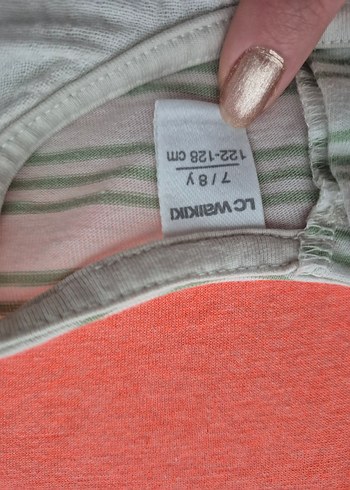 LC WAIKIKI
7 / 8 y
122-128 cm